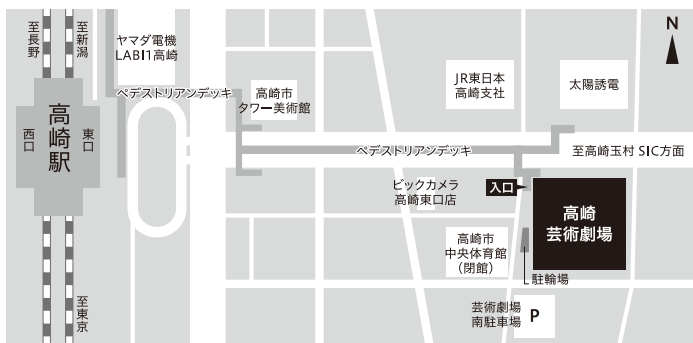 至長野
至新潟
ヤマダ電機
LABI1高崎
N
ペデストリアンデッキ
高崎市
タワー美術館
JR東日本
高崎支社
太陽誘電
高崎駅
西口
東口
ペデストリアンデッキ
至高崎玉村 SIC方面
ビックカメラ
高崎東口店
入口
高崎
芸術劇場
高崎市
中央体育館
（閉館）
駐輪場
至東京
芸術劇場
南駐車場
P